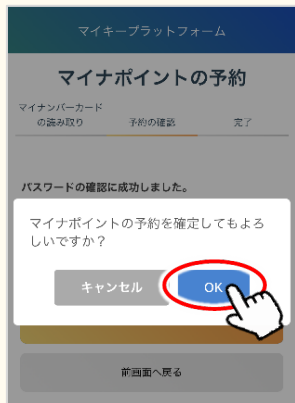 マイキープラットフォーム
マイナポイントの予約
マイナンバーカード
の読み取り
予約の確認
完了
パスワードの確認に成功しました。
マイナポイントの予約を確定してもよろ
しいですか？
キャンセル
OK
前画面へ戻る